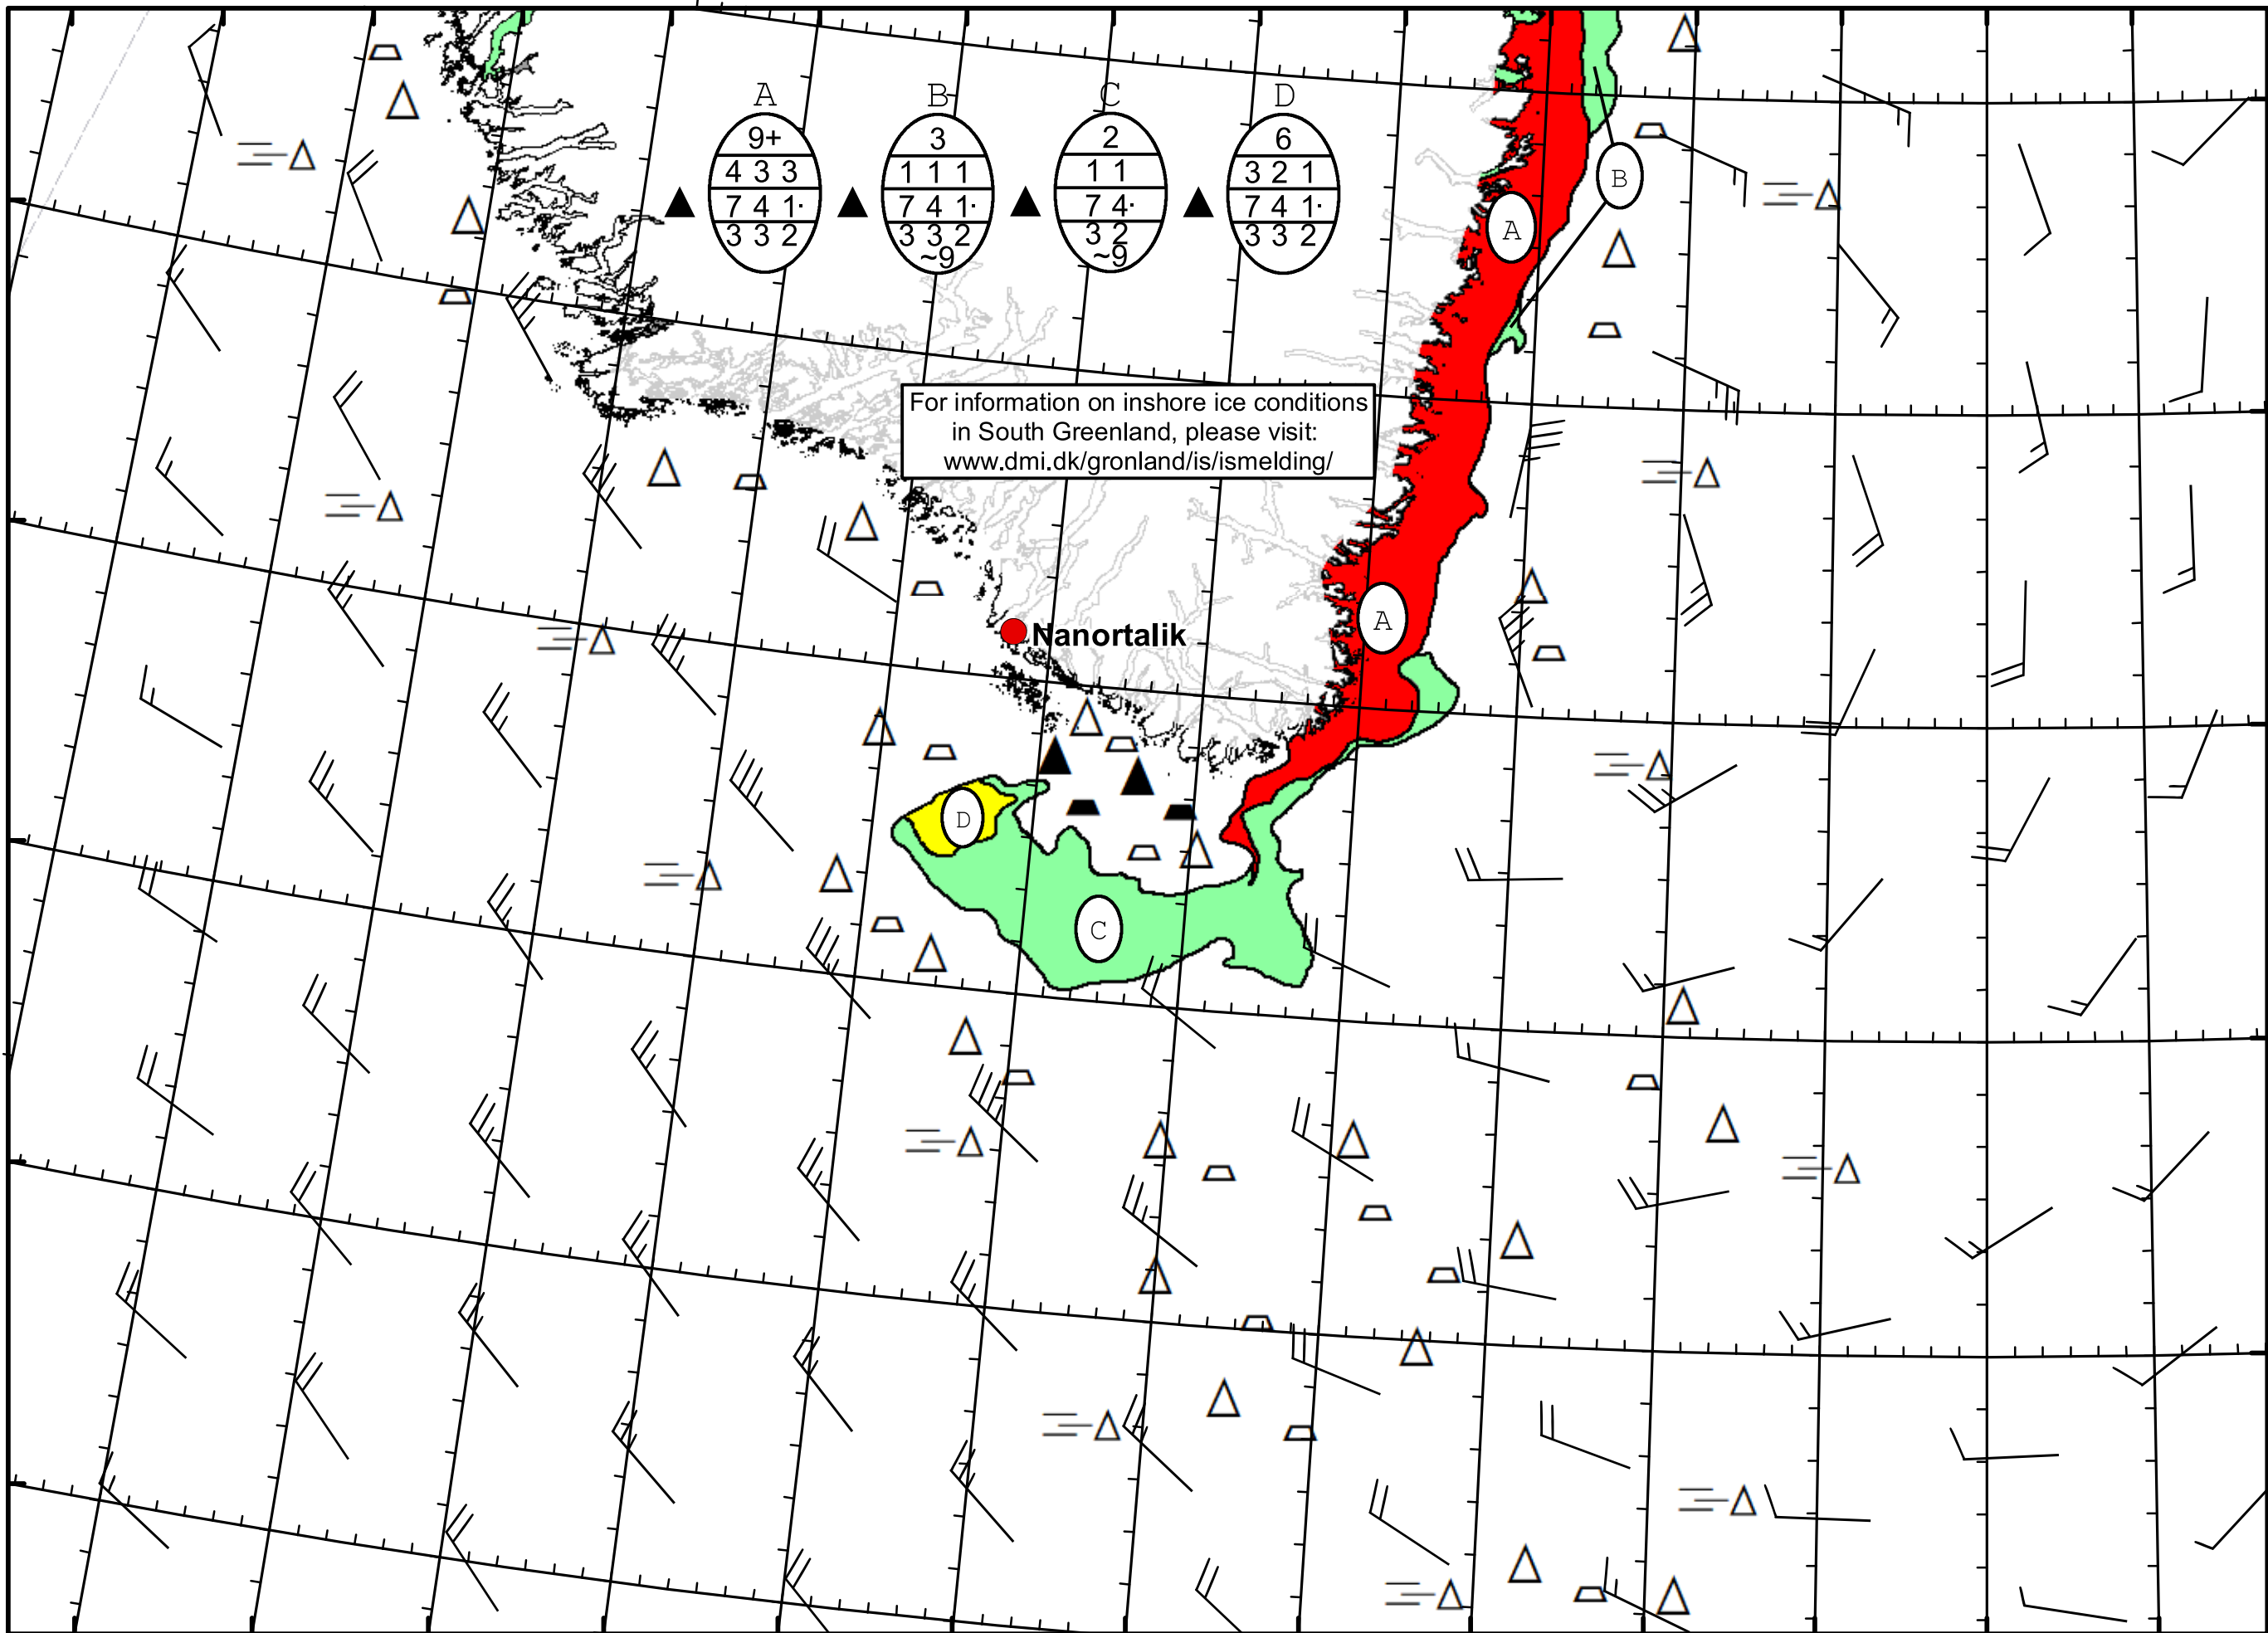 A B C D
9+ 3 2 6
4 3 3 1 1 1 1 1 3 2 1
7 4 1· 7 4 1· 7 4· 7 4 1·
3 3 2 3 3 2 3 2 3 3 2
~9 ~9
B
A
For information on inshore ice conditions
in South Greenland, please visit:
www.dmi.dk/gronland/is/ismelding/
A
Nanortalik
D
C